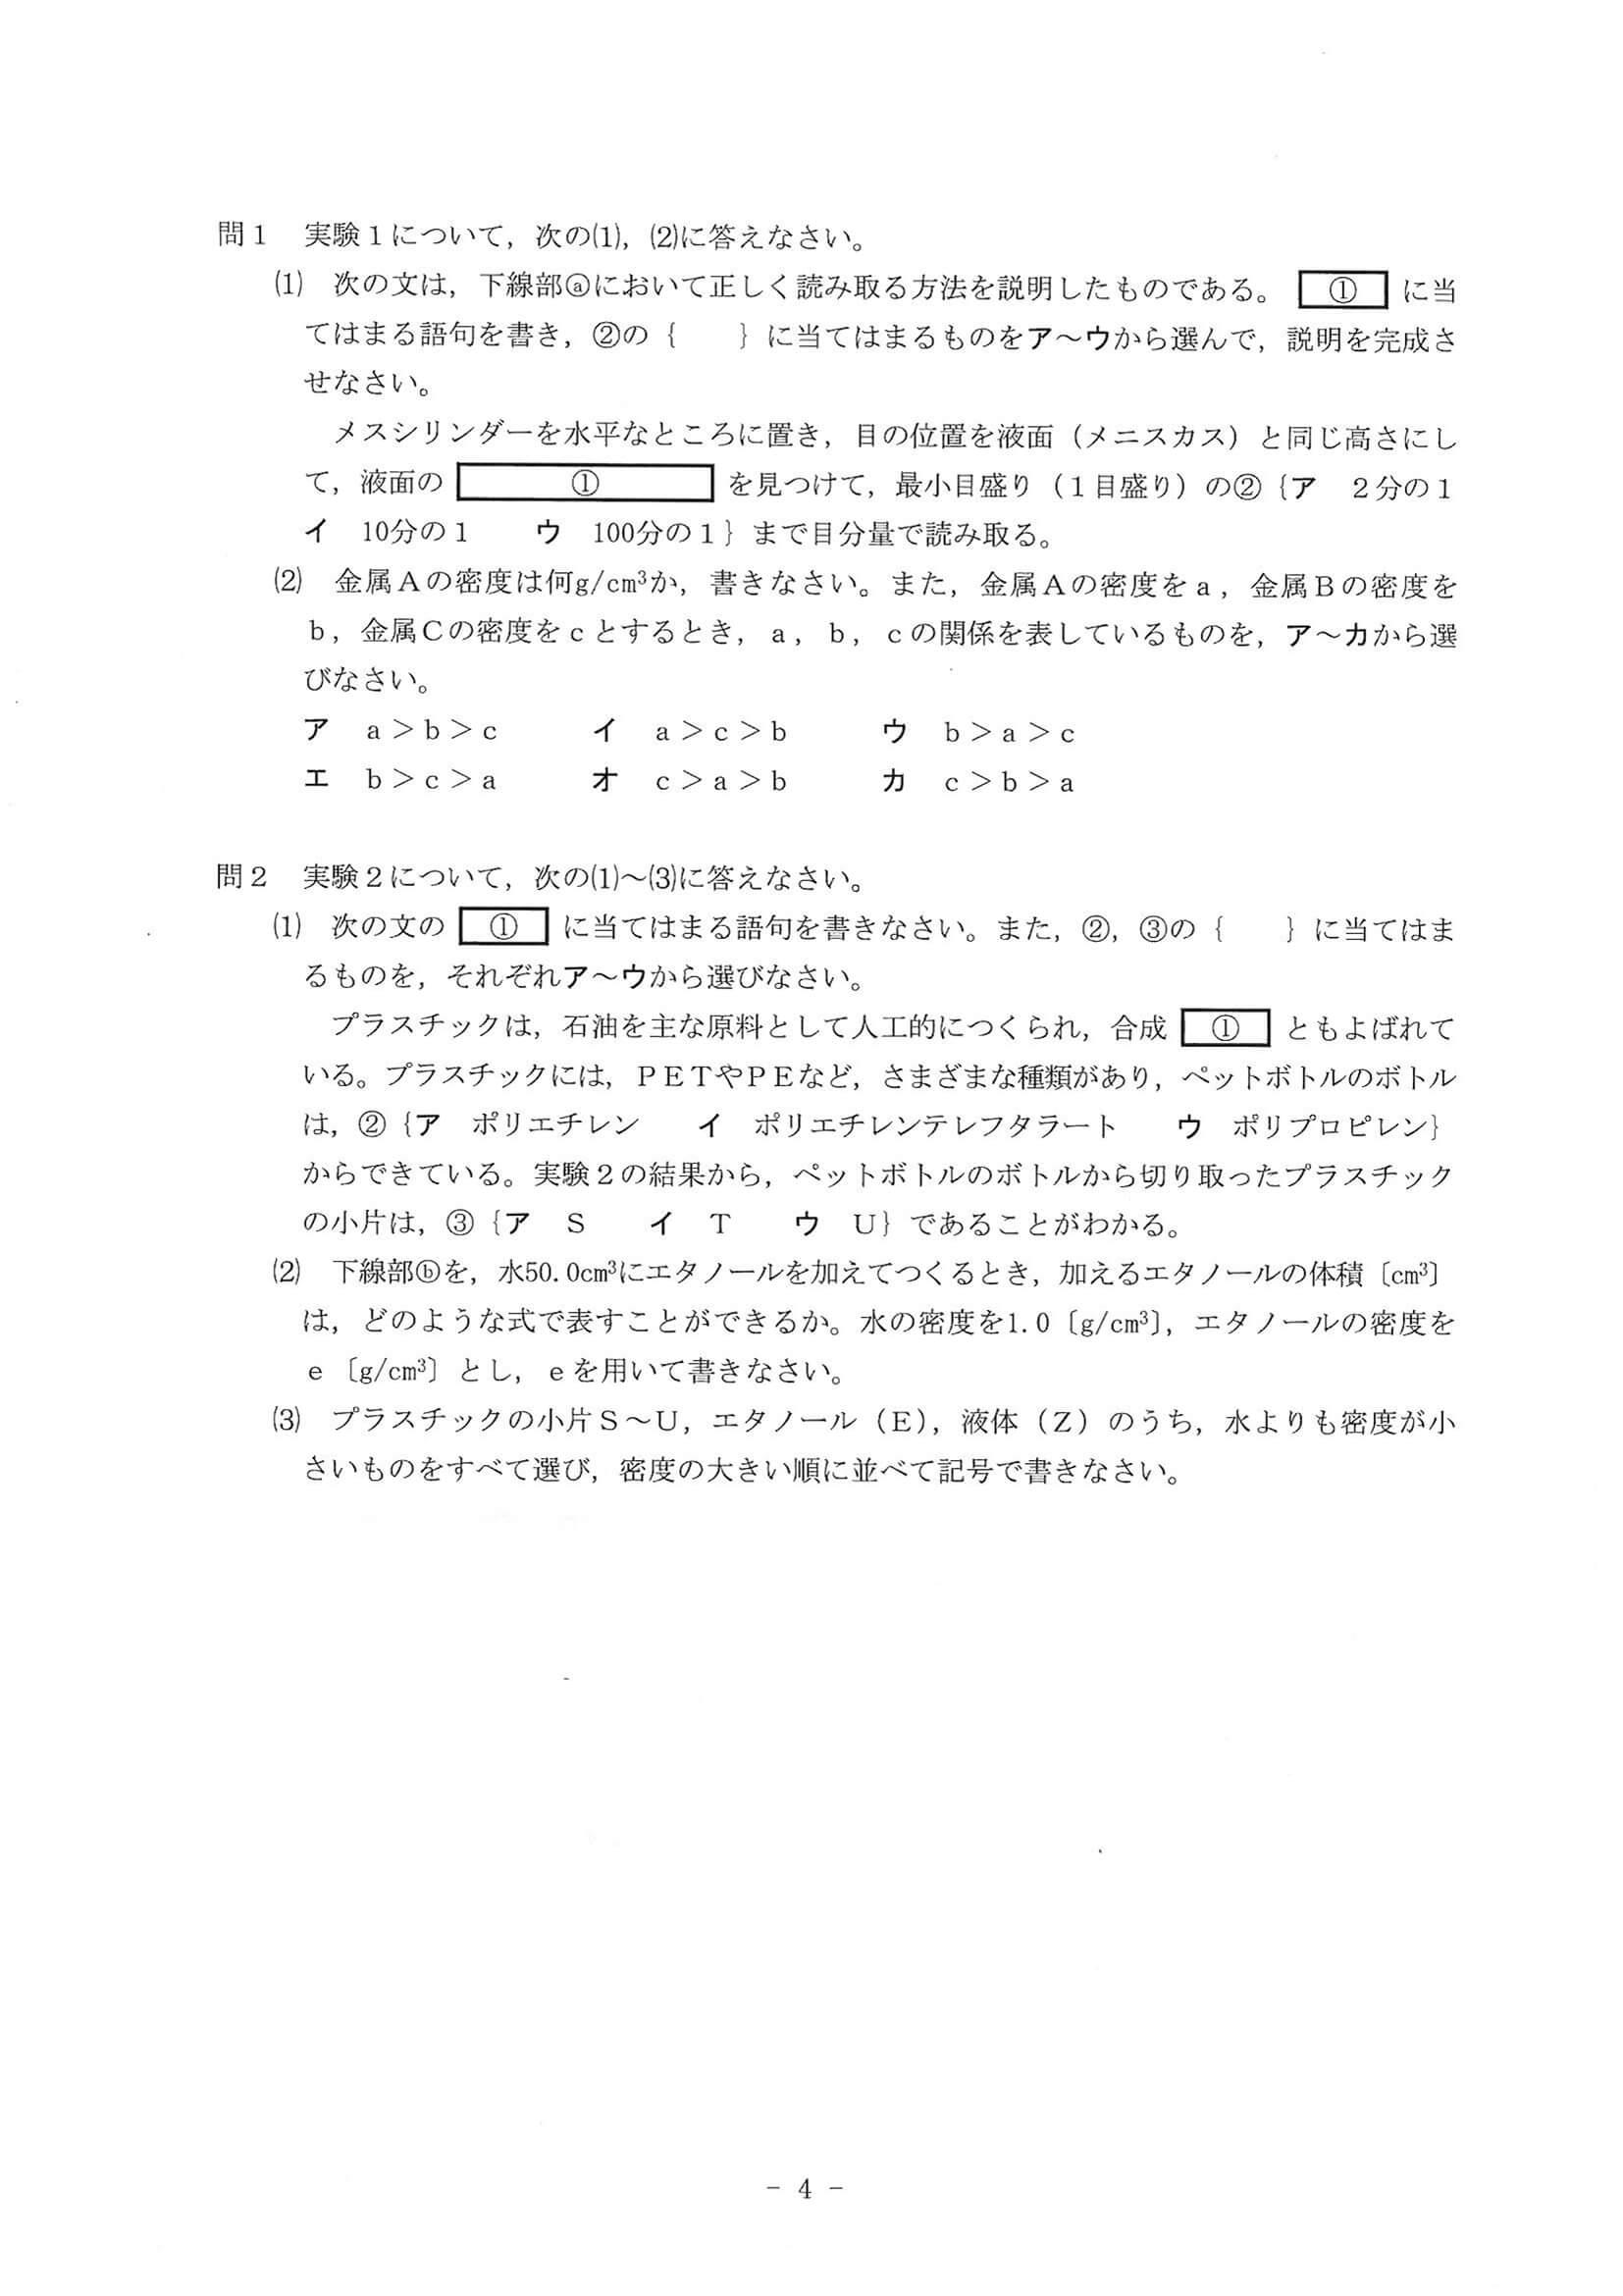 問１　実験１について，次の⑴，⑵に答えなさい。
⑴　次の文は，下線部ⓐにおいて正しく読み取る方法を説明したものである。 ① に当
てはまる語句を書き，②の｛　　｝に当てはまるものをア～ウから選んで，説明を完成さ
せなさい。
メスシリンダーを水平なところに置き，目の位置を液面（メニスカス）と同じ高さにし
て，液面の ① を見つけて，最小目盛り（１目盛り）の②｛ア　２分の１
イ　10分の１　　ウ　100分の１｝まで目分量で読み取る。
⑵　金属Ａの密度は何g/cm³か，書きなさい。また，金属Ａの密度をａ，金属Ｂの密度を
ｂ，金属Ｃの密度をｃとするとき，ａ，ｂ，ｃの関係を表しているものを，ア～カから選
びなさい。
ア　ａ＞ｂ＞ｃ　　　イ　ａ＞ｃ＞ｂ　　　ウ　ｂ＞ａ＞ｃ
エ　ｂ＞ｃ＞ａ　　　オ　ｃ＞ａ＞ｂ　　　カ　ｃ＞ｂ＞ａ
問２　実験２について，次の⑴～⑶に答えなさい。
⑴　次の文の ① に当てはまる語句を書きなさい。また，②，③の｛　　｝に当てはま
るものを，それぞれア～ウから選びなさい。
プラスチックは，石油を主な原料として人工的につくられ，合成 ① ともよばれて
いる。プラスチックには，ＰＥＴやＰＥなど，さまざまな種類があり，ペットボトルのボトル
は，②｛ア　ポリエチレン　　イ　ポリエチレンテレフタラート　　ウ　ポリプロピレン｝
からできている。実験２の結果から，ペットボトルのボトルから切り取ったプラスチック
の小片は，③｛ア　Ｓ　　イ　Ｔ　　ウ　Ｕ｝であることがわかる。
⑵　下線部ⓑを，水50.0cm³にエタノールを加えてつくるとき，加えるエタノールの体積〔cm³〕
は，どのような式で表すことができるか。水の密度を1.0〔g/cm³〕，エタノールの密度を
ｅ〔g/cm³〕とし，ｅを用いて書きなさい。
⑶　プラスチックの小片Ｓ～Ｕ，エタノール（Ｅ），液体（Ｚ）のうち，水よりも密度が小
さいものをすべて選び，密度の大きい順に並べて記号で書きなさい。
－ 4 －